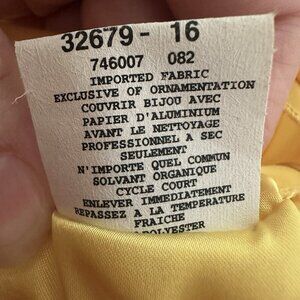 32679- 16
746007 082
IMPORTED FABRIC
EXCLUSIVE OF ORNAMENTATION
COUVRIR BIJOU AVEC
PAPIER D'ALUMINIUM
AVANT LE NETTOYAGE
PROFESSIONNEL A SEC
SEULEMENT
N'IMPORTE QUEL COMMUN
SOLVANT ORGANIQUE
CYCLE COURT
ENLEVER IMMEDIATEMENT
REPASSEZ A LA TEMPERATURE
FRAICHE
POLYESTER